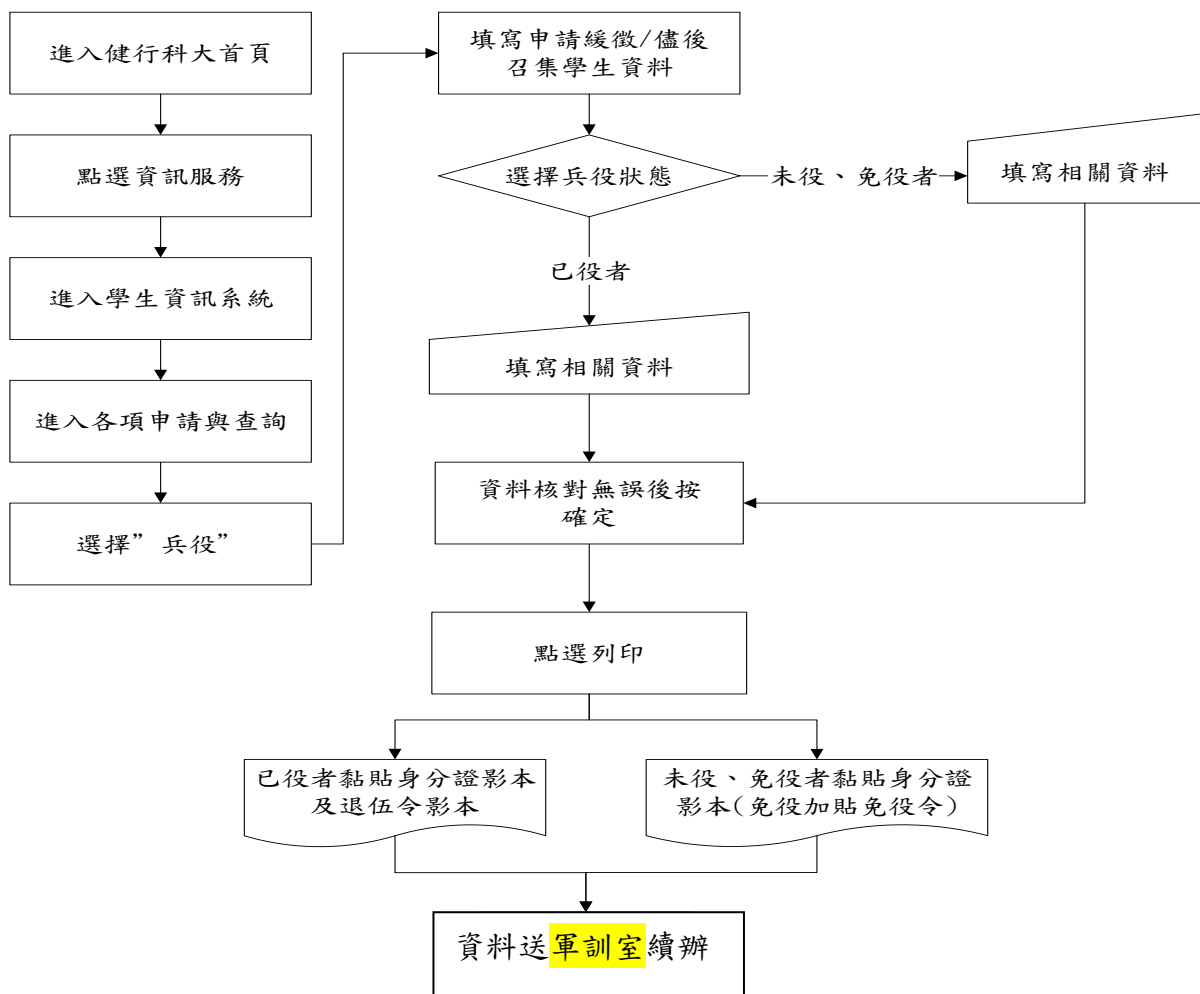 進入健行科大首頁
點選資訊服務
進入學生資訊系統
進入各項申請與查詢
選擇”兵役”
填寫申請緩徵/儘後
召集學生資料
選擇兵役狀態
未役、免役者
填寫相關資料
已役者
填寫相關資料
資料核對無誤後按
確定
點選列印
已役者黏貼身分證影本
及退伍令影本
未役、免役者黏貼身分證
影本(免役加貼免役令)
資料送軍訓室續辦